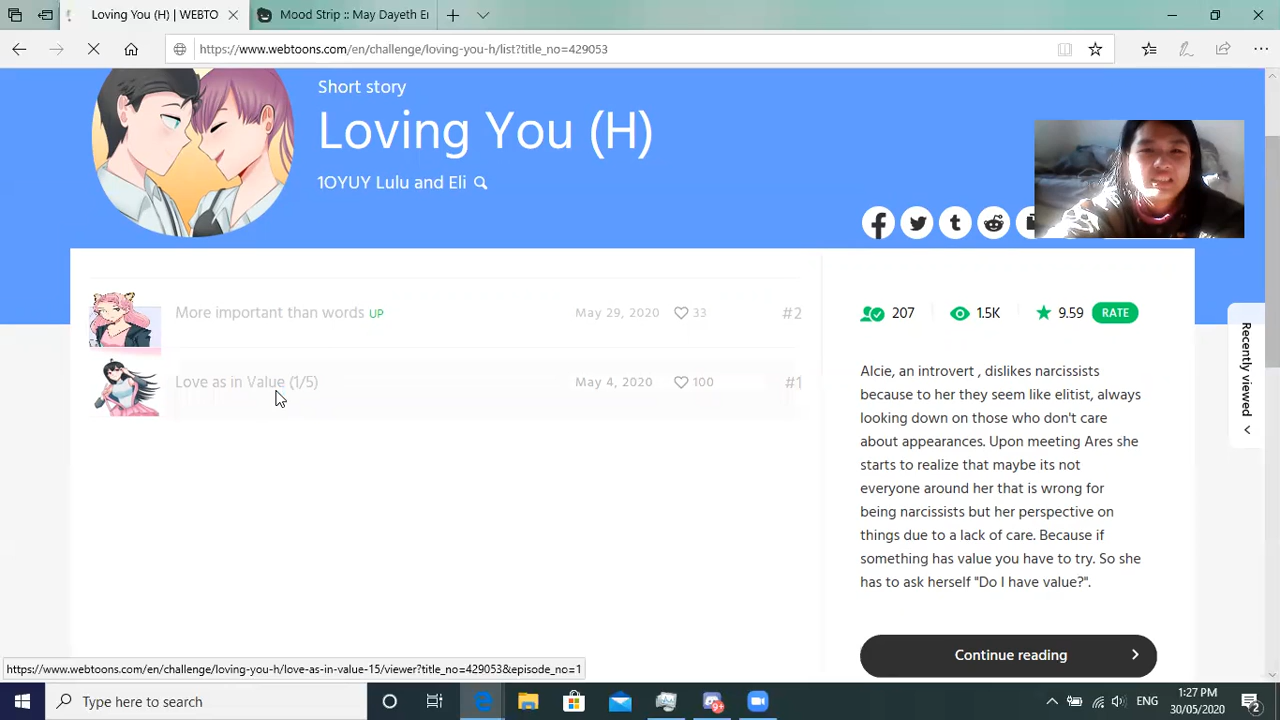 Loving You (H) | WEBTO
Mood Strip :: May Dayeth Er
https://www.webtoons.com/en/challenge/loving-you-h/list?title_no=429053
Short story
Loving You (H)
1OYUY Lulu and Eli
More important than words UP
May 29, 2020
33
#2
Love as in Value (1/5)
May 4, 2020
100
#1
207
1.5K
9.59
RATE
Alcie, an introvert , dislikes narcissists
because to her they seem like elitist, always
looking down on those who don't care
about appearances. Upon meeting Ares she
starts to realize that maybe its not
everyone around her that is wrong for
being narcissists but her perspective on
things due to a lack of care. Because if
something has value you have to try. So she
has to ask herself "Do I have value?".
Continue reading
Recently viewed
https://www.webtoons.com/en/challenge/loving-you-h/love-as-in-value-15/viewer?title_no=429053&episode_no=1
Type here to search
9+
ENG
1:27 PM
30/05/2020
2